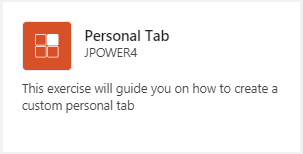 Personal Tab
JPOWER4
This exercise will guide you on how to create a
custom personal tab